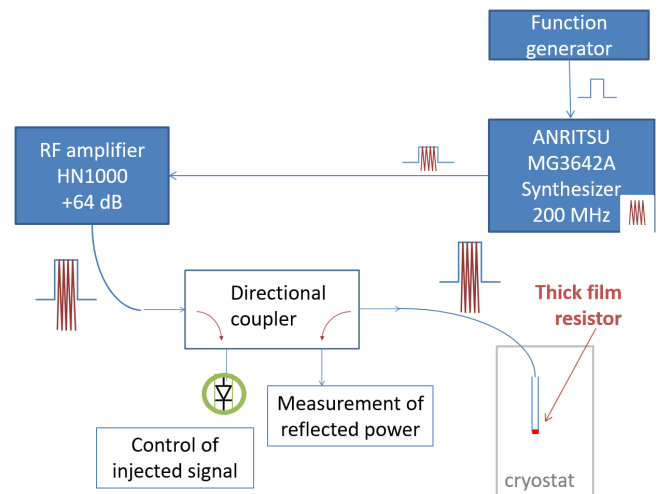 Function
generator
ANRITSU
MG3642A
Synthesizer
200 MHz
RF amplifier
HN1000
+64 dB
Directional
coupler
Thick film
resistor
Measurement of
reflected power
Control of
injected signal
cryostat